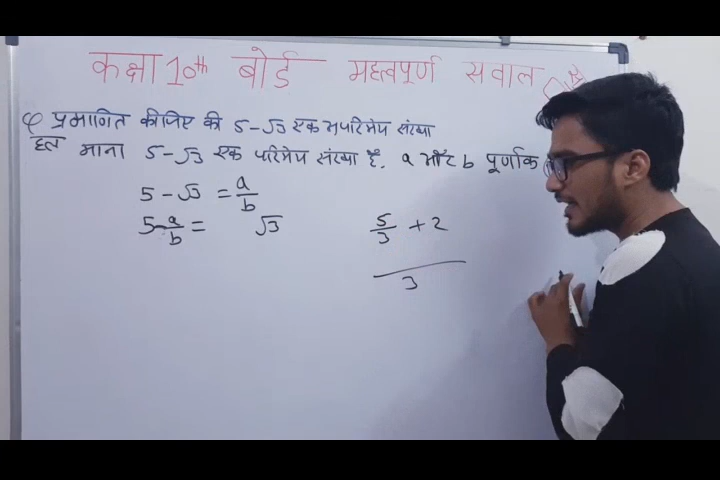 कक्षा 10th बोर्ड महत्वपूर्ण सवाल
Q प्रमाणित कीजिए की 5-√3 एक अपरिमेय संख्या
हल माना 5-√3 एक परिमेय संख्या है. a और b पूर्णांक
5-√3 = a/b
5-a/b = √3
5/3 +2
3